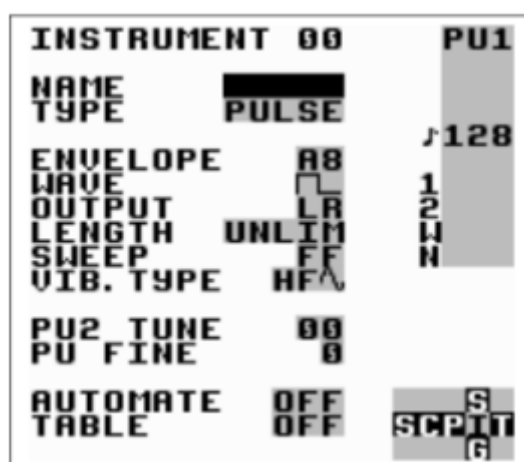 INSTRUMENT 00 PU1
NAME
TYPE PULSE
♪128
ENVELOPE A8
WAVE 1
OUTPUT LR 2
LENGTH UNLIM W
SWEEP FF N
VIB. TYPE HF
PU2 TUNE 00
PU FINE 0
AUTOMATE OFF S
TABLE OFF SCPIT
G